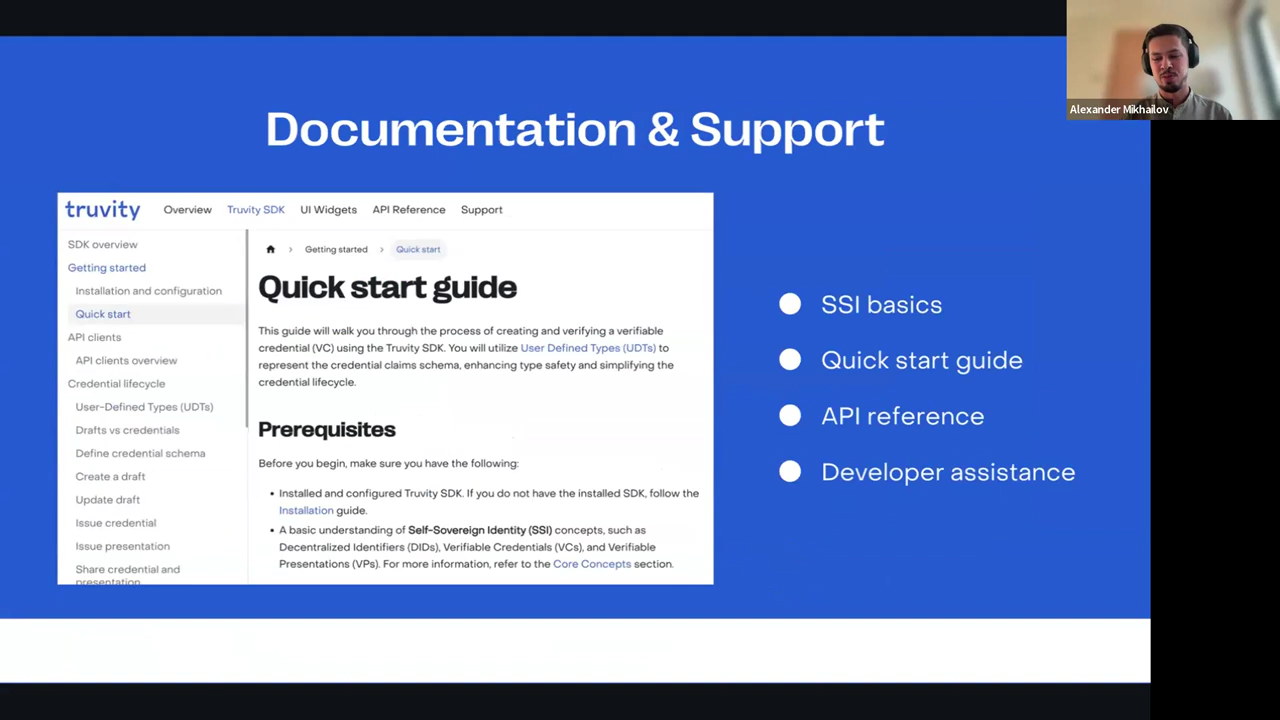 Alexander Mikhailov
Documentation & Support
truvity
Overview
Truvity SDK
UI Widgets
API Reference
Support
SDK overview
Getting started
Installation and configuration
Quick start
API clients
API clients overview
Credential lifecycle
User-Defined Types (UDTs)
Drafts vs credentials
Define credential schema
Create a draft
Update draft
Issue credential
Issue presentation
Share credential and
presentation
Getting started
Quick start
Quick start guide
This guide will walk you through the process of creating and verifying a verifiable
credential (VC) using the Truvity SDK. You will utilize User Defined Types (UDTs) to
represent the credential claims schema, enhancing type safety and simplifying the
credential lifecycle.
Prerequisites
Before you begin, make sure you have the following:
• Installed and configured Truvity SDK. If you do not have the installed SDK, follow the
Installation guide.
• A basic understanding of Self-Sovereign Identity (SSI) concepts, such as
Decentralized Identifiers (DIDs), Verifiable Credentials (VCs), and Verifiable
Presentations (VPs). For more information, refer to the Core Concepts section.
SSI basics
Quick start guide
API reference
Developer assistance